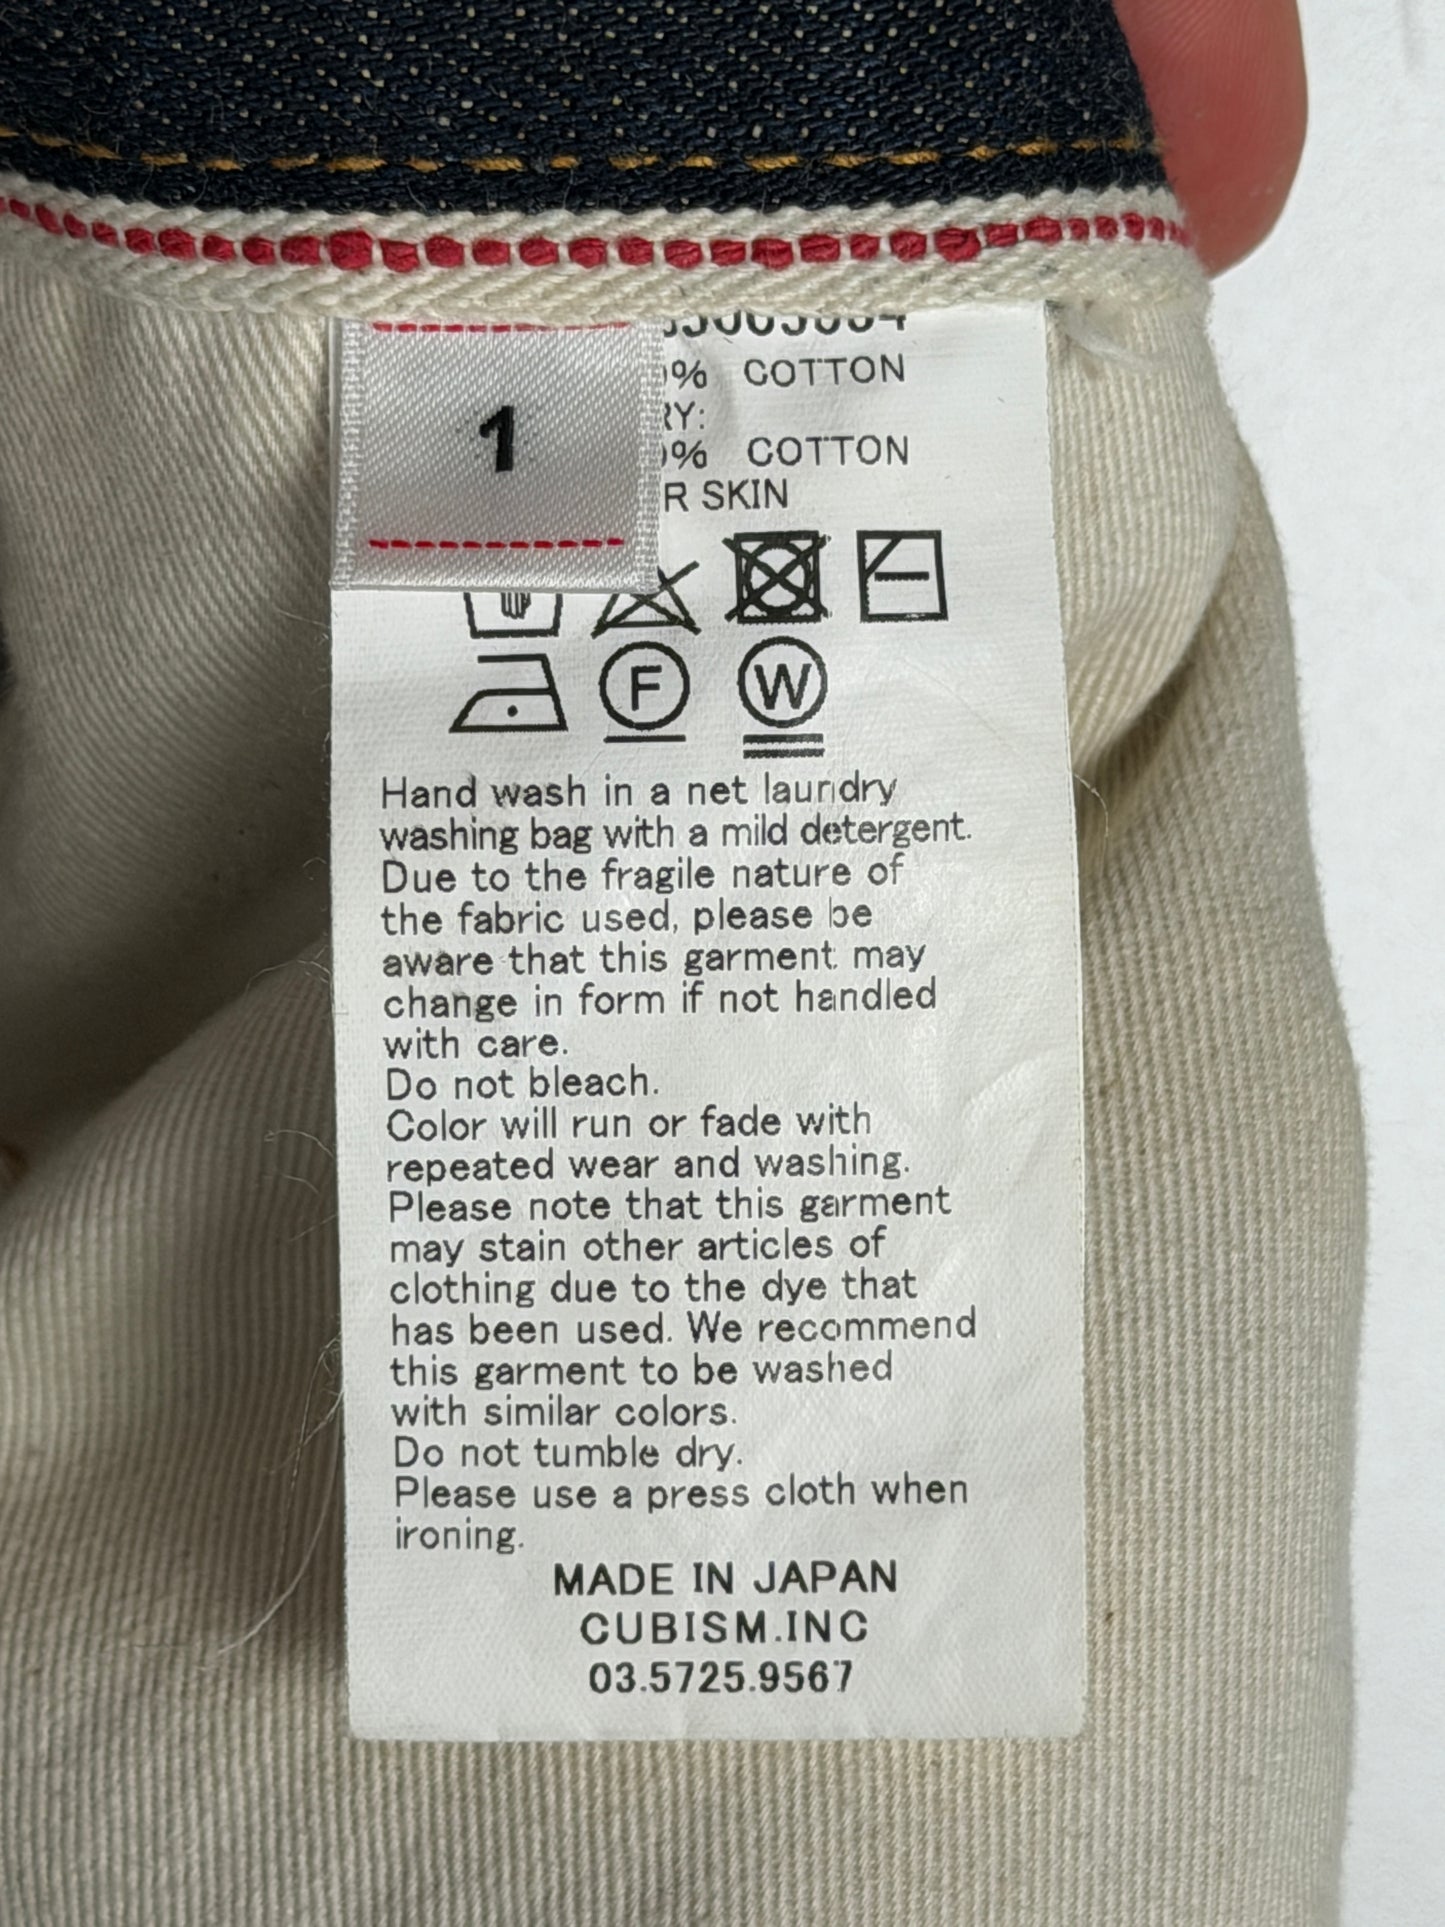 1
% COTTON
RY:
% COTTON
R SKIN
F
W
Hand wash in a net laundry
washing bag with a mild detergent.
Due to the fragile nature of
the fabric used, please be
aware that this garment may
change in form if not handled
with care.
Do not bleach.
Color will run or fade with
repeated wear and washing.
Please note that this garment
may stain other articles of
clothing due to the dye that
has been used. We recommend
this garment to be washed
with similar colors.
Do not tumble dry.
Please use a press cloth when
ironing.
MADE IN JAPAN
CUBISM.INC
03.5725.9567